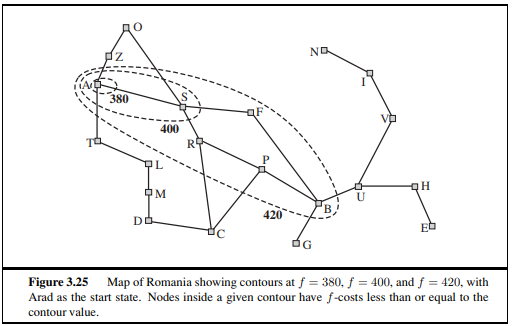 O
N
Z
I
A
380
S
F
V
400
T
R
L
P
M
H
U
B
D
420
C
E
G
Figure 3.25 Map of Romania showing contours at f = 380, f = 400, and f = 420, with
Arad as the start state. Nodes inside a given contour have f-costs less than or equal to the
contour value.